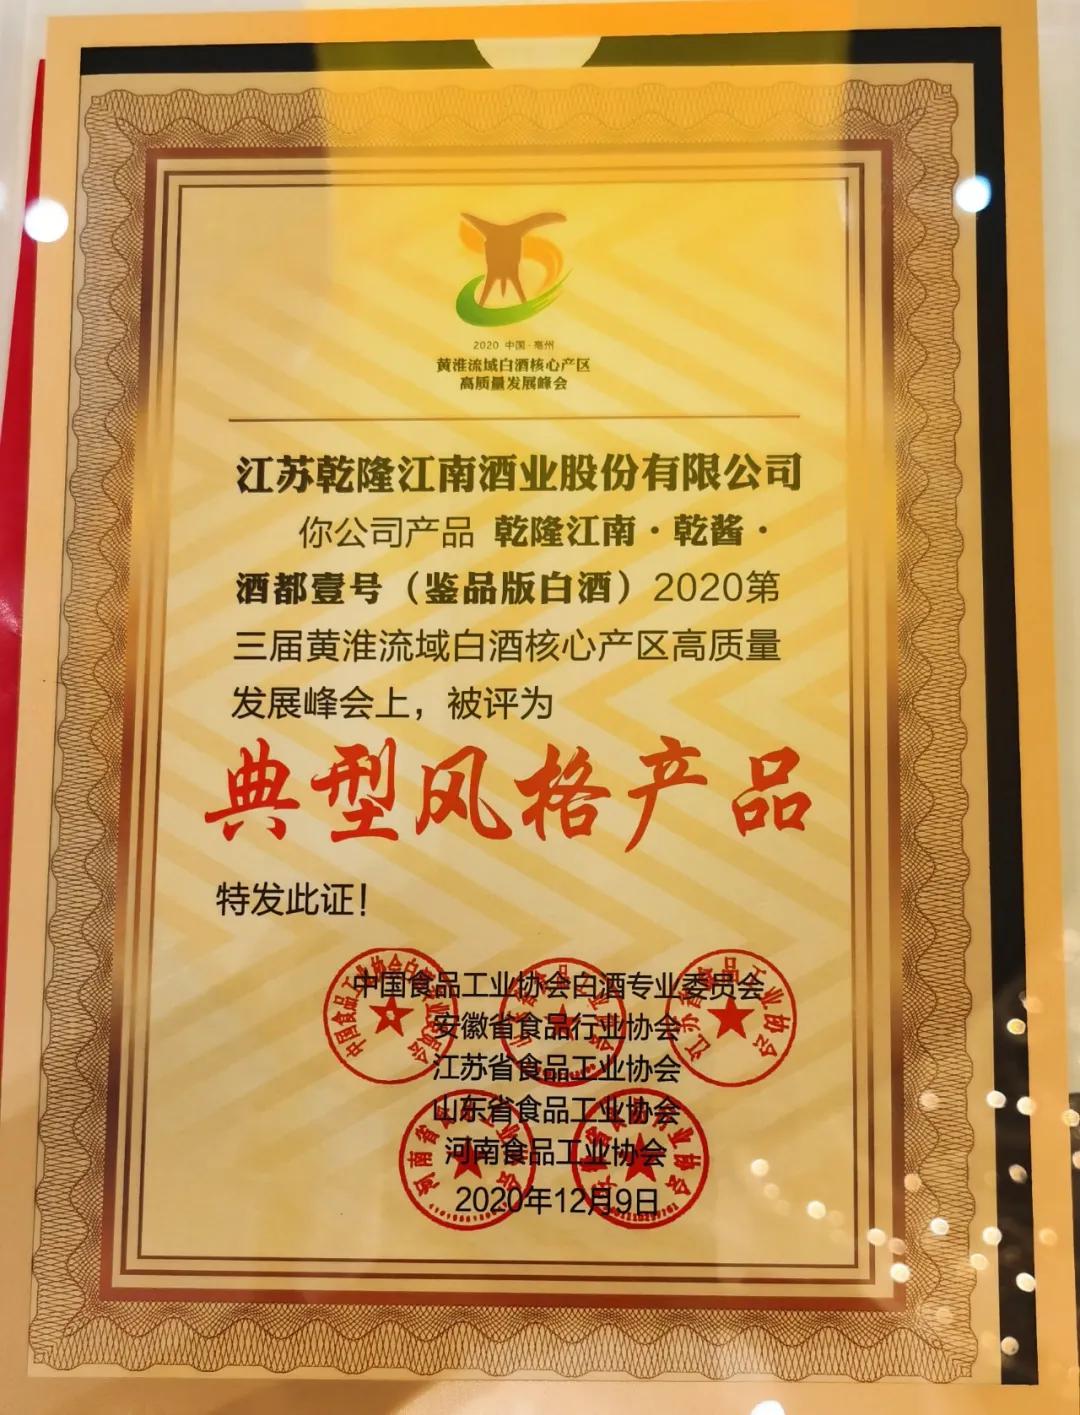 2020 中国·亳州
黄淮流域白酒核心产区
高质量发展峰会
江苏乾隆江南酒业股份有限公司
你公司产品 乾隆江南·乾酱·
酒都壹号（鉴品版白酒）2020第
三届黄淮流域白酒核心产区高质量
发展峰会上，被评为
典型风格产品
特发此证！
中国食品工业协会白酒专业委员会
安徽省食品行业协会
江苏省食品工业协会
山东省食品工业协会
河南省食品工业协会
2020年12月9日